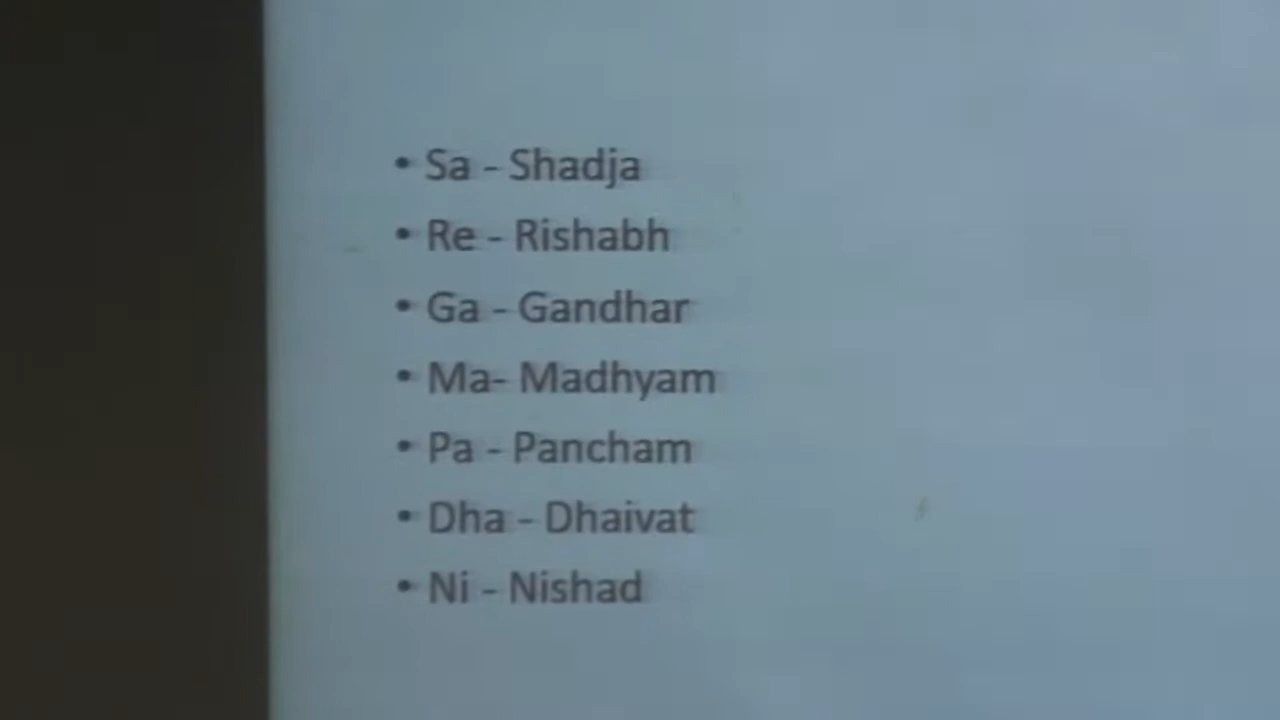 • Sa - Shadja
• Re - Rishabh
• Ga - Gandhar
• Ma- Madhyam
• Pa - Pancham
• Dha - Dhaivat
• Ni - Nishad